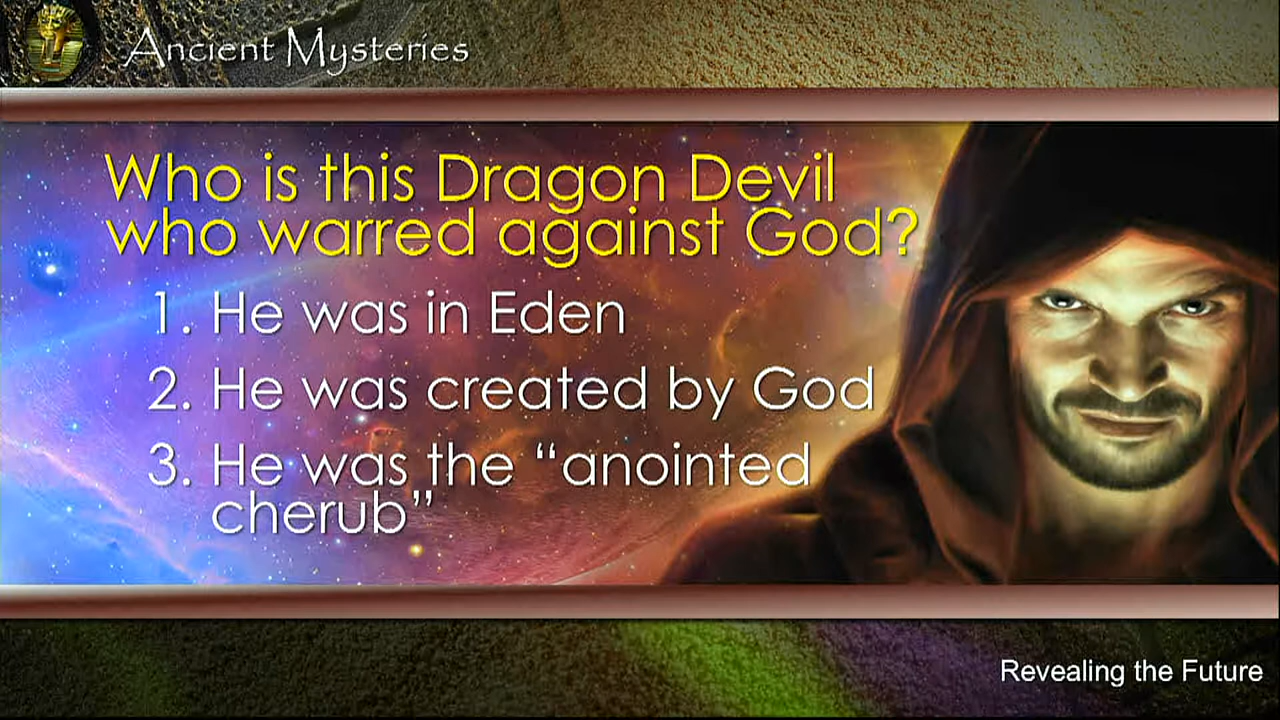 Ancient Mysteries
Who is this Dragon Devil
who warred against God?
1. He was in Eden
2. He was created by God
3. He was the “anointed
cherub”
Revealing the Future